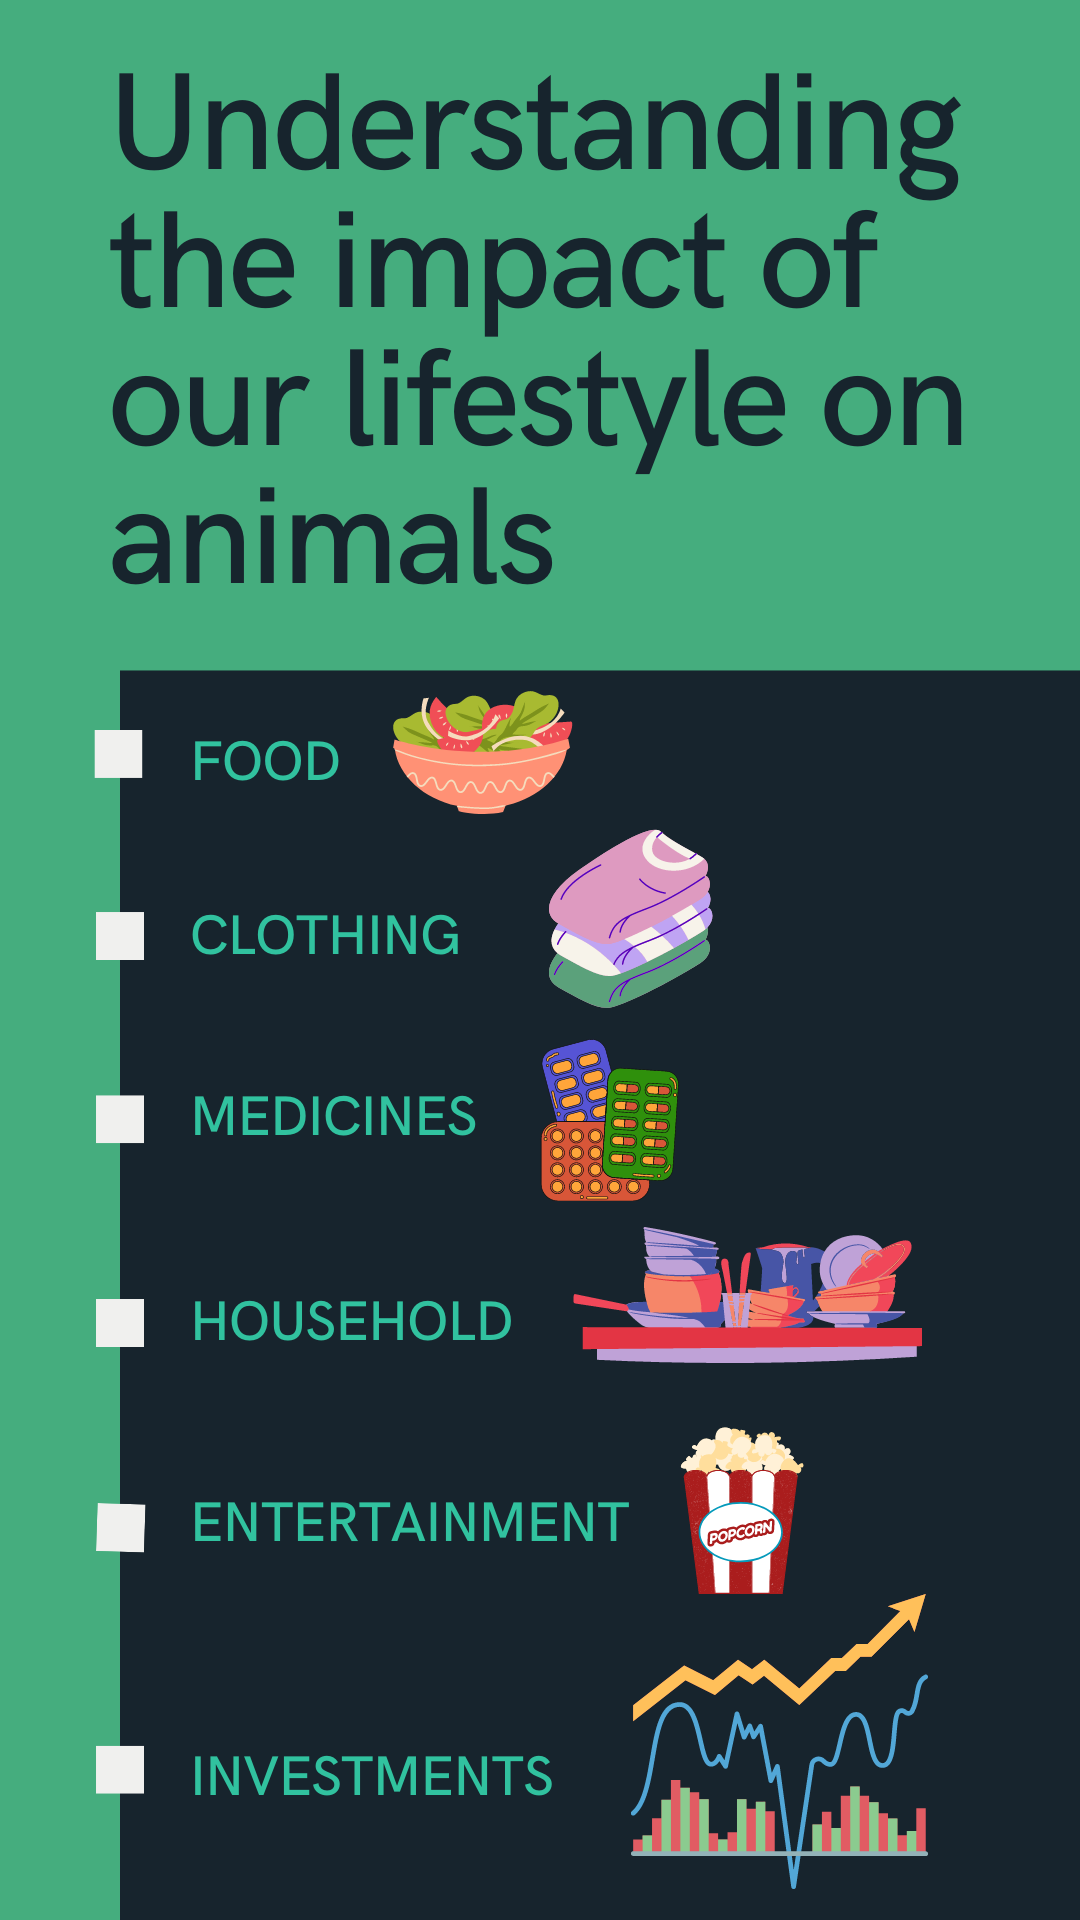 Understanding
the impact of
our lifestyle on
animals
FOOD
CLOTHING
MEDICINES
HOUSEHOLD
ENTERTAINMENT
POPCORN
INVESTMENTS